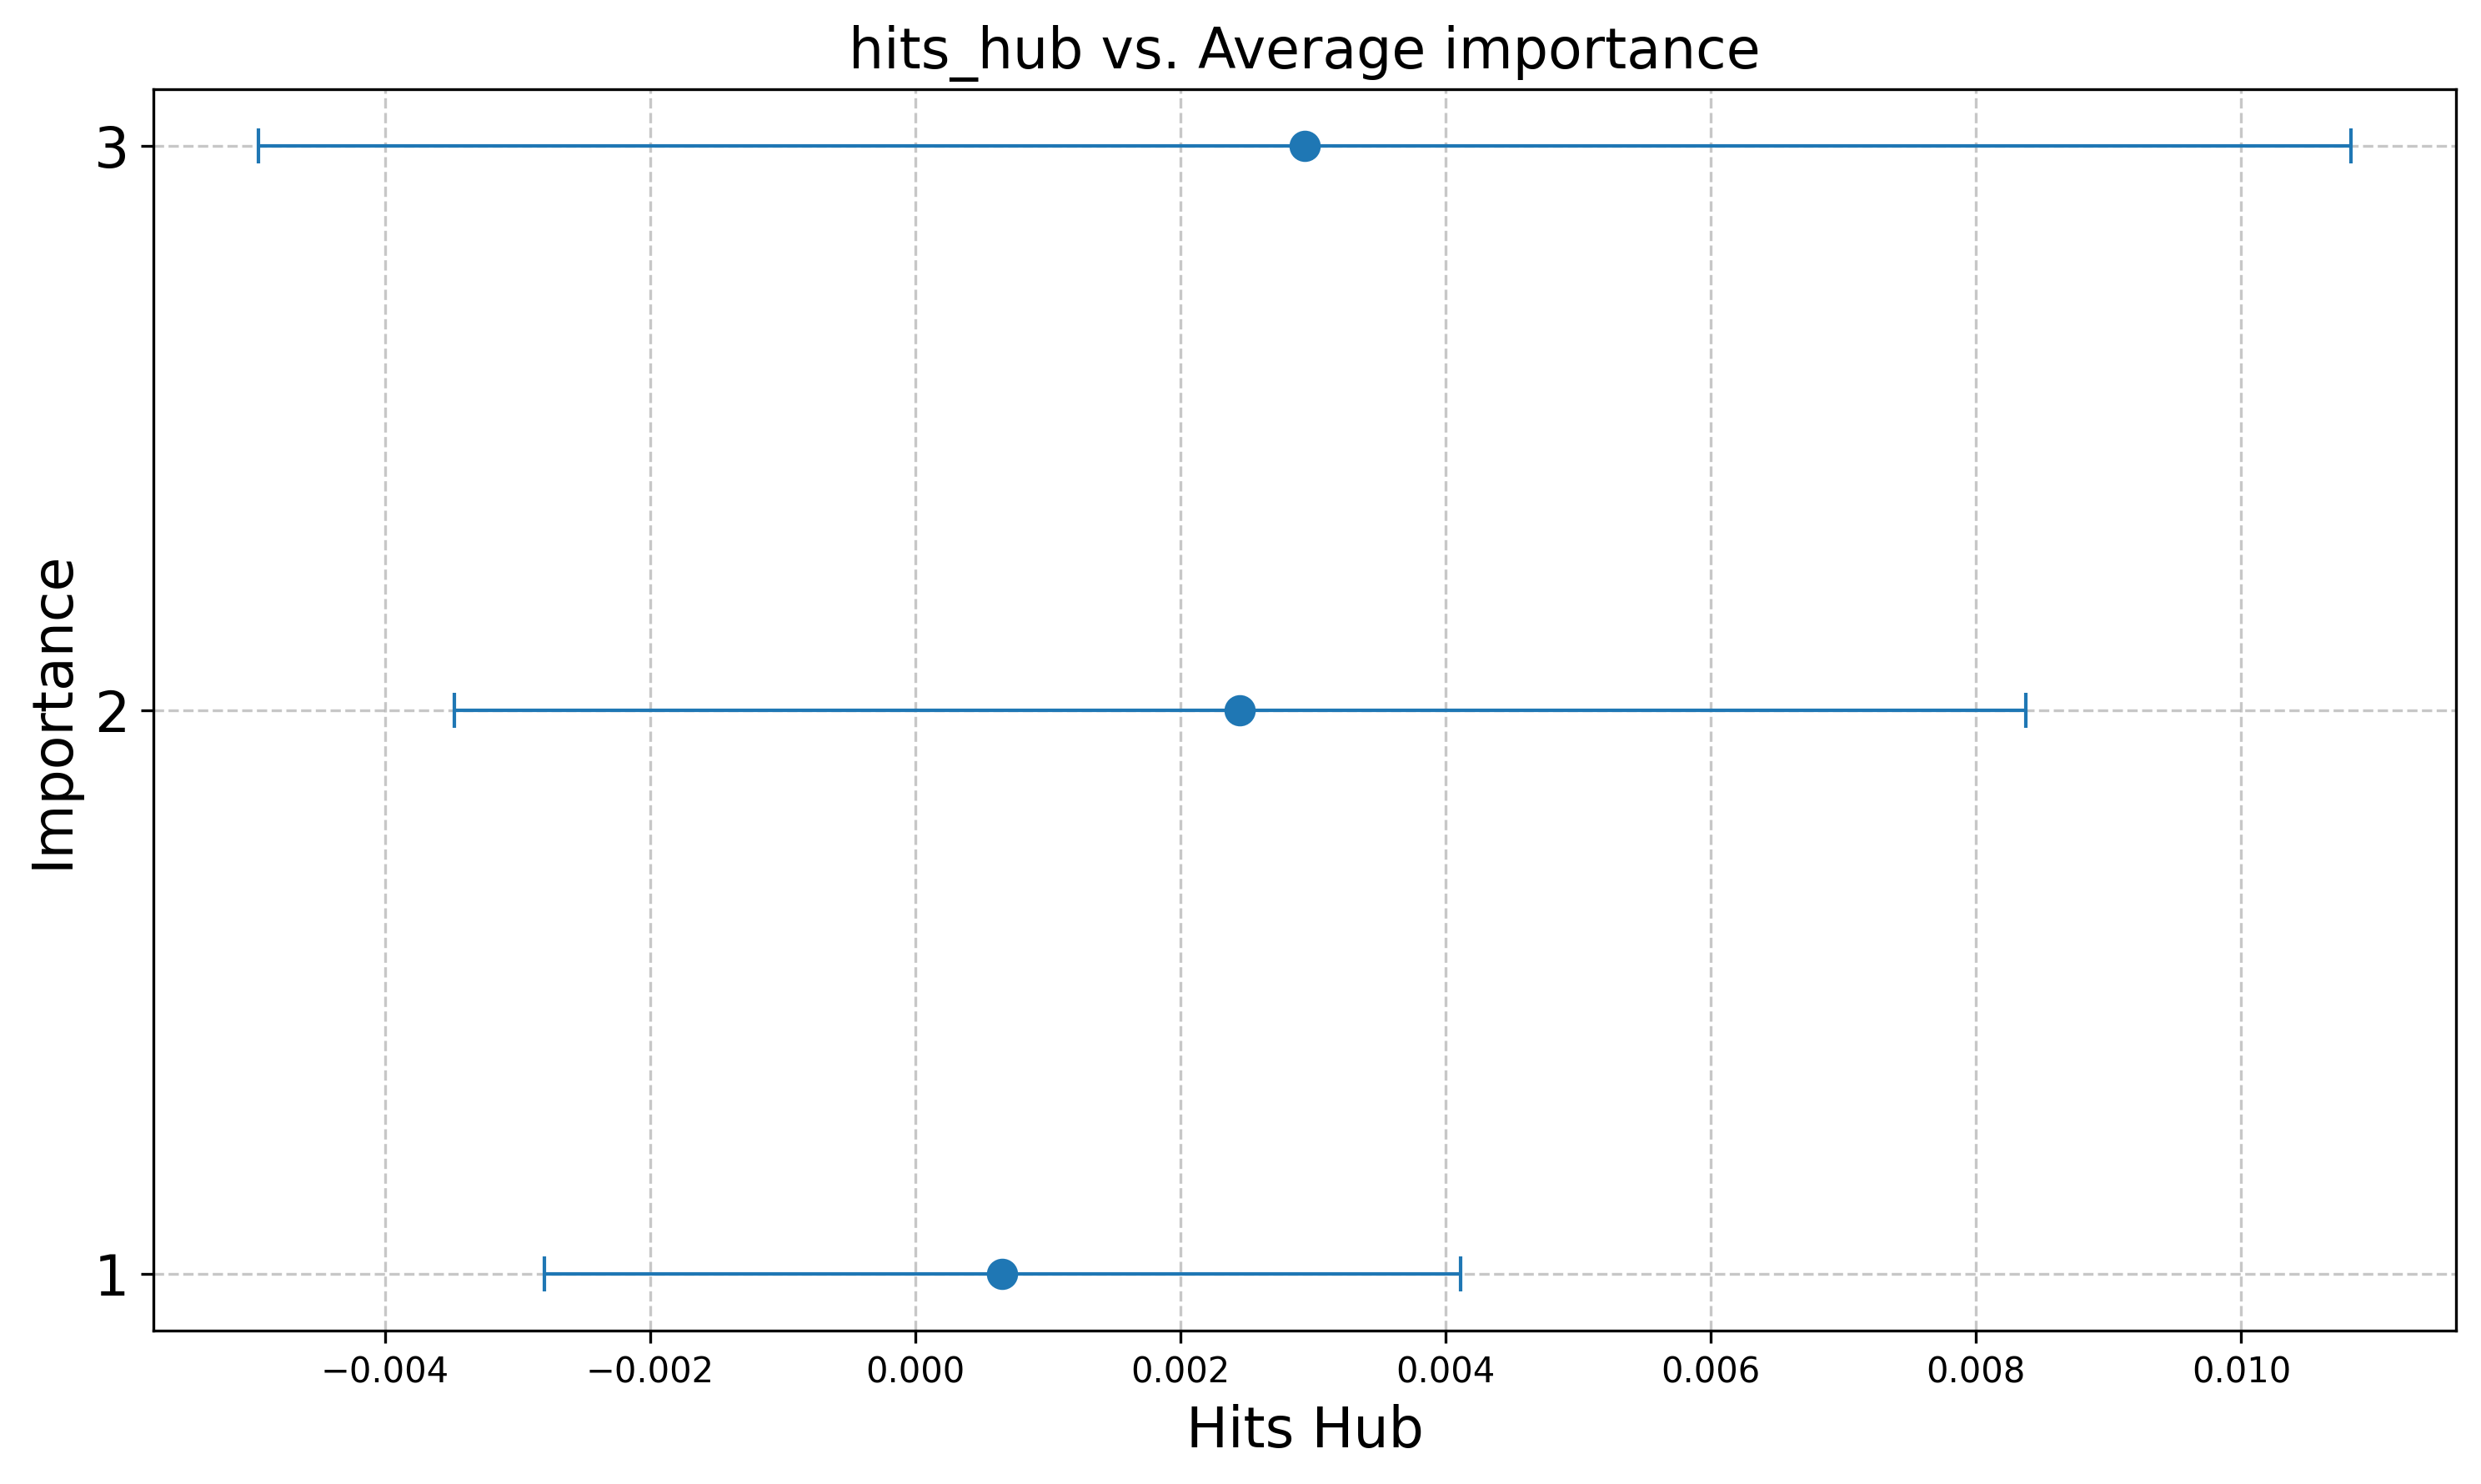 hits_hub vs. Average importance
3
2
1
Importance
−0.004 −0.002 0.000 0.002 0.004 0.006 0.008 0.010
Hits Hub